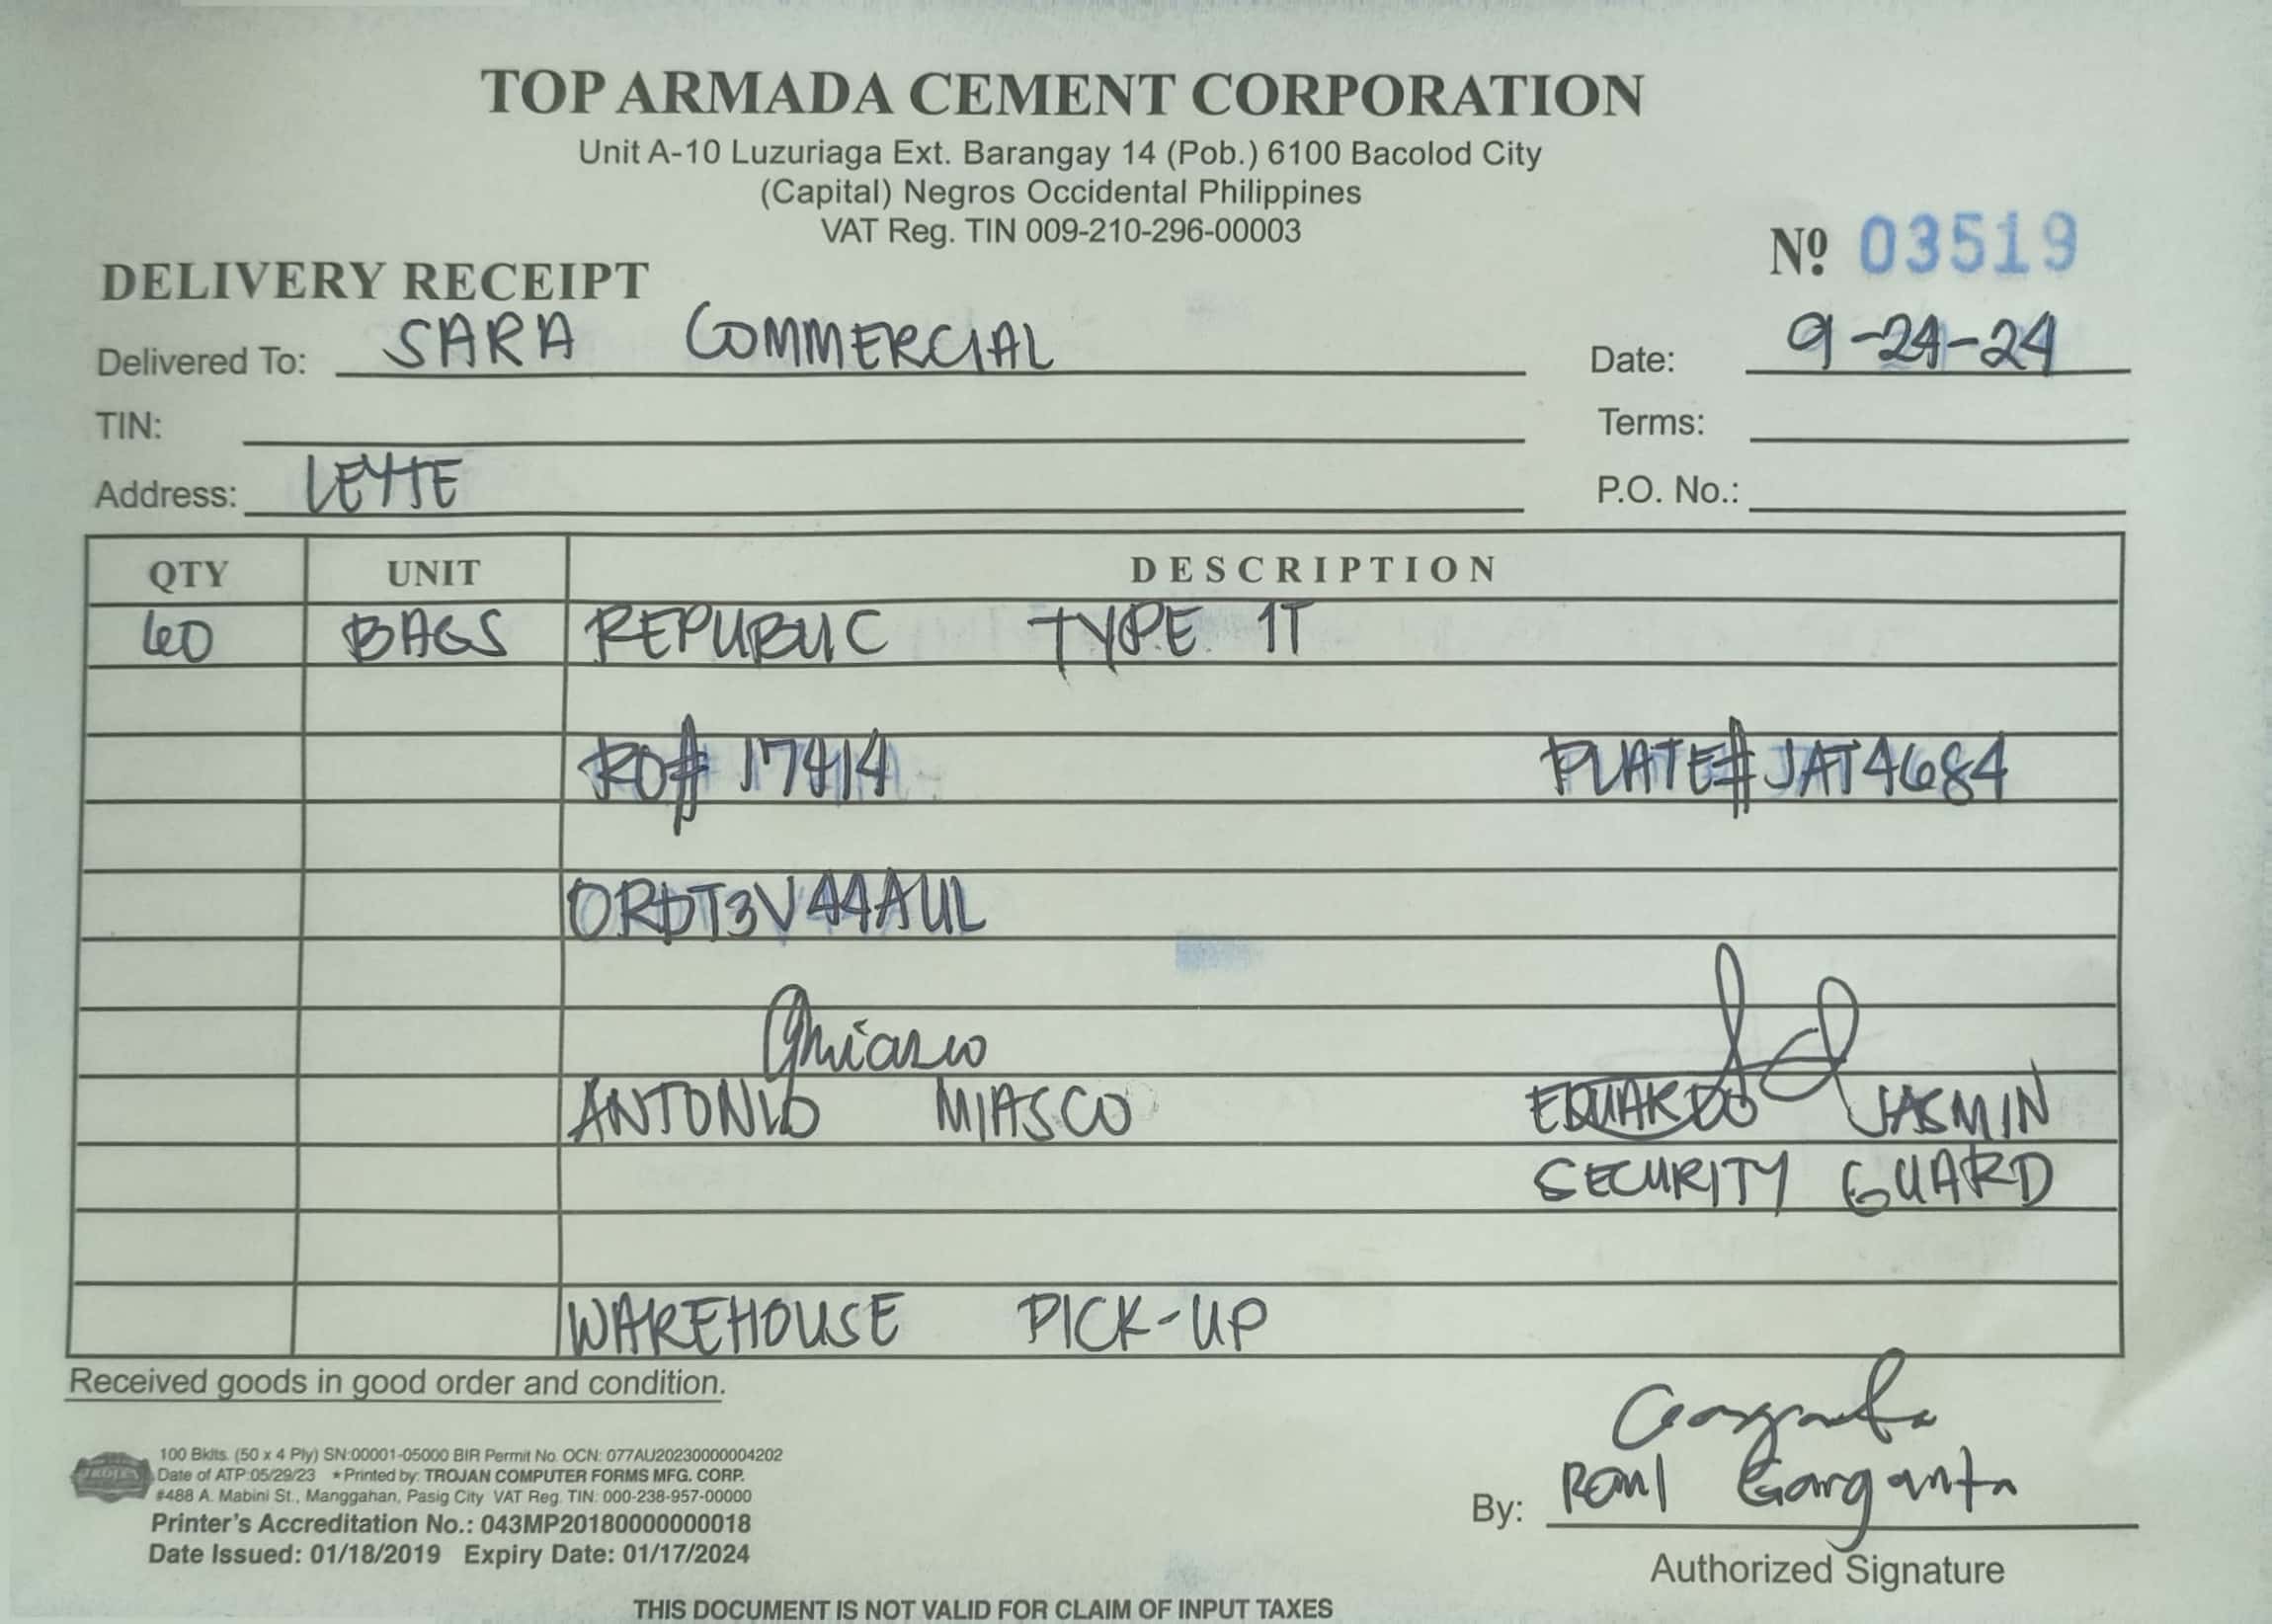 TOP ARMADA CEMENT CORPORATION
Unit A-10 Luzuriaga Ext. Barangay 14 (Pob.) 6100 Bacolod City
(Capital) Negros Occidental Philippines
VAT Reg. TIN 009-210-296-00003
Nº 03519
DELIVERY RECEIPT
Delivered To: SARA COMMERCIAL Date: 9-24-24
TIN: Terms:
Address: LEYTE P.O. No.:
QTY UNIT DESCRIPTION
60 BAGS REPUBLIC TYPE 1T
RO# 17414 PLATE# JAT4684
ORDT3V44AUL
ANTONIO MIASCO EDUARDO JASMIN
SECURITY GUARD
WAREHOUSE PICK-UP
Received goods in good order and condition.
100 Bklts. (50 x 4 Ply) SN:00001-05000 BIR Permit No. OCN: 077AU20230000004202
Date of ATP:05/29/23 ★Printed by: TROJAN COMPUTER FORMS MFG. CORP.
#488 A. Mabini St., Manggahan, Pasig City VAT Reg. TIN: 000-238-957-00000
Printer's Accreditation No.: 043MP20180000000018
Date Issued: 01/18/2019 Expiry Date: 01/17/2024
By: Raul Garganta
Authorized Signature
THIS DOCUMENT IS NOT VALID FOR CLAIM OF INPUT TAXES